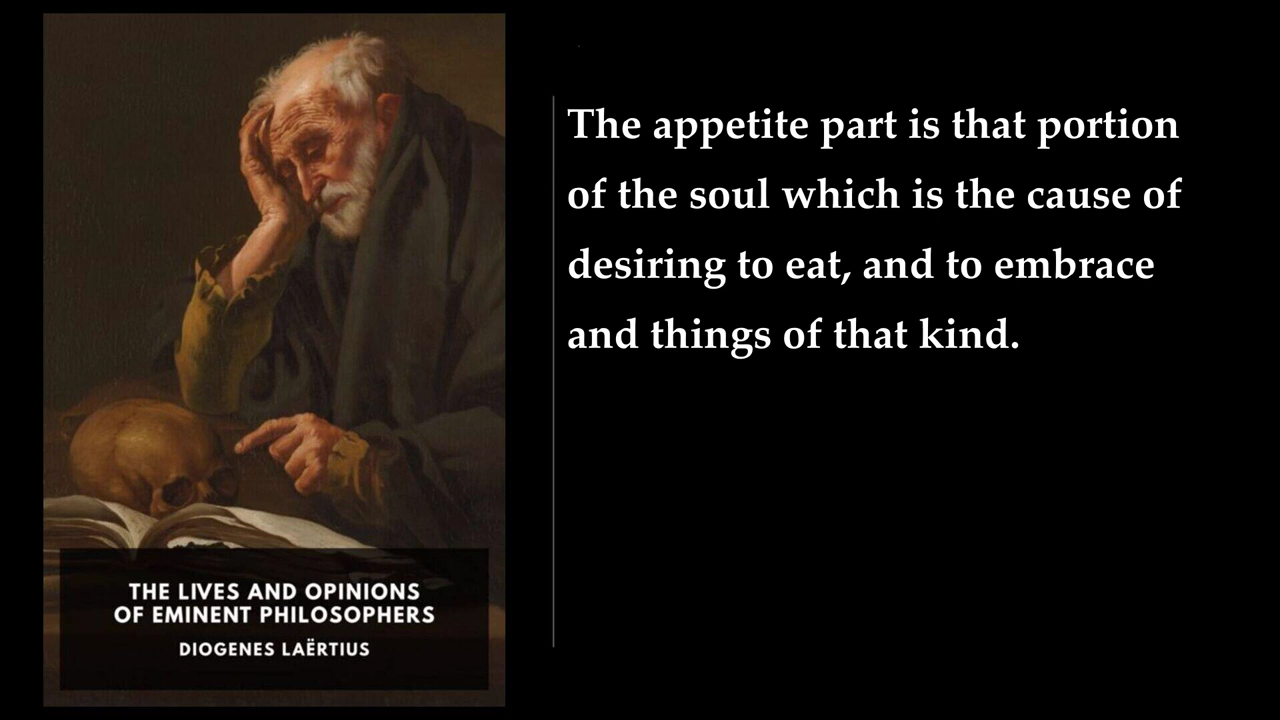 THE LIVES AND OPINIONS
OF EMINENT PHILOSOPHERS
DIOGENES LAËRTIUS
The appetite part is that portion
of the soul which is the cause of
desiring to eat, and to embrace
and things of that kind.